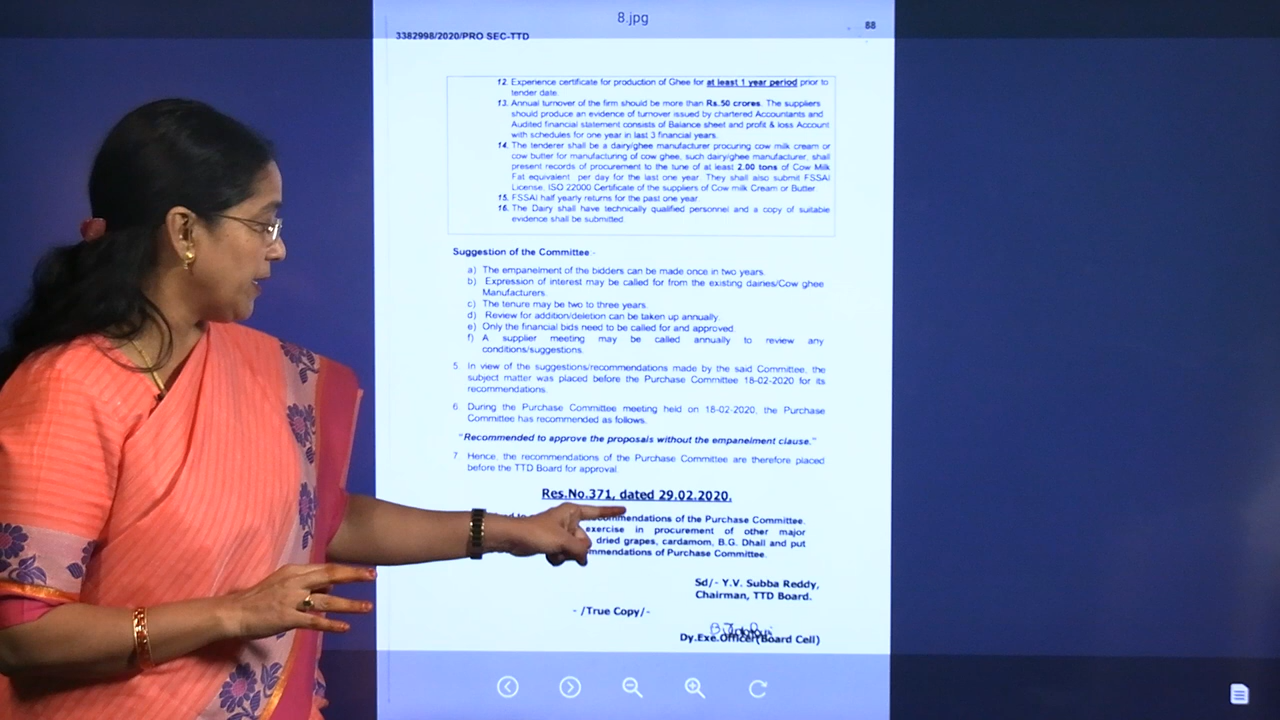 8.jpg
88
3382998/2020/PRO SEC-TTD
12. Experience certificate for production of Ghee for at least 1 year period prior to
tender date.
13. Annual turnover of the firm should be more than Rs.50 crores. The suppliers
should produce an evidence of turnover issued by chartered Accountants and
Audited financial statement consists of Balance sheet and profit & loss Account
with schedules for one year in last 3 financial years.
14. The tenderer shall be a dairy/ghee manufacturer procuring cow milk cream or
cow butter for manufacturing of cow ghee, such dairy/ghee manufacturer, shall
present records of procurement to the tune of at least 2.00 tons of Cow Milk
Fat equivalent per day for the last one year. They shall also submit FSSAI
License, ISO 22000 Certificate of the suppliers of Cow milk Cream or Butter
15. FSSAI half yearly returns for the past one year
16. The Dairy shall have technically qualified personnel and a copy of suitable
evidence shall be submitted
Suggestion of the Committee:-
a) The empanelment of the bidders can be made once in two years.
b) Expression of interest may be called for from the existing dairies/Cow ghee
Manufacturers.
c) The tenure may be two to three years.
d) Review for addition/deletion can be taken up annually.
e) Only the financial bids need to be called for and approved.
f) A supplier meeting may be called annually to review any
conditions/suggestions.
5. In view of the suggestions/recommendations made by the said Committee, the
subject matter was placed before the Purchase Committee 18-02-2020 for its
recommendations.
6. During the Purchase Committee meeting held on 18-02-2020, the Purchase
Committee has recommended as follows.
"Recommended to approve the proposals without the empanelment clause."
7 Hence, the recommendations of the Purchase Committee are therefore placed
before the TTD Board for approval.
Res.No.371, dated 29.02.2020.
of the Purchase Committee.
exercise in procurement of other major
dried grapes, cardamom, B.G. Dhall and put
of Purchase Committee.
Sd/- Y.V. Subba Reddy,
Chairman, TTD Board.
- /True Copy/-
Dy.Exe.Officer(Board Cell)